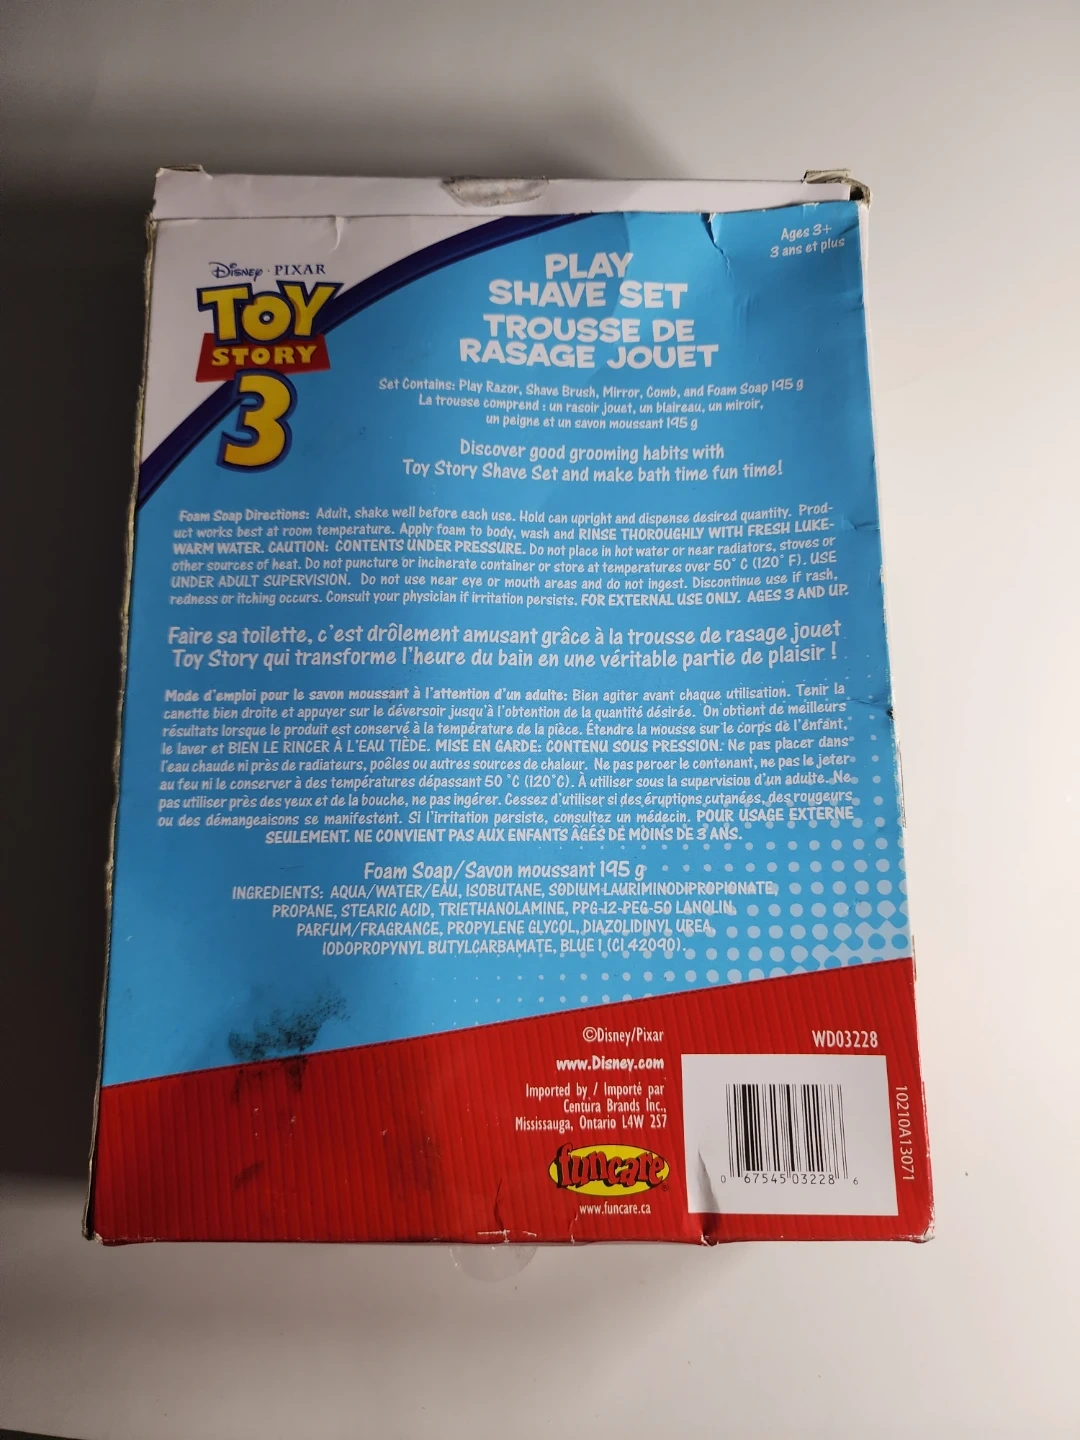 Ages 3+
3 ans et plus
Disney · PIXAR
TOY
STORY
3
PLAY
SHAVE SET
TROUSSE DE
RASAGE JOUET
Set Contains: Play Razor, Shave Brush, Mirror, Comb, and Foam Soap 195 g
La trousse comprend : un rasoir jouet, un blaireau, un miroir,
un peigne et un savon moussant 195 g
Discover good grooming habits with
Toy Story Shave Set and make bath time fun time!
Foam Soap Directions: Adult, shake well before each use. Hold can upright and dispense desired quantity. Prod-
uct works best at room temperature. Apply foam to body, wash and RINSE THOROUGHLY WITH FRESH LUKE-
WARM WATER. CAUTION: CONTENTS UNDER PRESSURE. Do not place in hot water or near radiators, stoves or
other sources of heat. Do not puncture or incinerate container or store at temperatures over 50° C (120° F). USE
UNDER ADULT SUPERVISION. Do not use near eye or mouth areas and do not ingest. Discontinue use if rash,
redness or itching occurs. Consult your physician if irritation persists. FOR EXTERNAL USE ONLY. AGES 3 AND UP.
Faire sa toilette, c'est drôlement amusant grâce à la trousse de rasage jouet
Toy Story qui transforme l'heure du bain en une véritable partie de plaisir !
Mode d'emploi pour le savon moussant à l'attention d'un adulte: Bien agiter avant chaque utilisation. Tenir la
canette bien droite et appuyer sur le déversoir jusqu'à l'obtention de la quantité désirée. On obtient de meilleurs
résultats lorsque le produit est conservé à la température de la pièce. Étendre la mousse sur le corps de l'enfant,
le laver et BIEN LE RINCER À L'EAU TIÈDE. MISE EN GARDE: CONTENU SOUS PRESSION. Ne pas placer dans
l'eau chaude ni près de radiateurs, poêles ou autres sources de chaleur. Ne pas percer le contenant, ne pas le jeter
au feu ni le conserver à des températures dépassant 50 °C (120°C). À utiliser sous la supervision d'un adulte. Ne
pas utiliser près des yeux et de la bouche, ne pas ingérer. Cessez d'utiliser si des éruptions cutanées, des rougeurs
ou des démangeaisons se manifestent. Si l'irritation persiste, consultez un médecin. POUR USAGE EXTERNE
SEULEMENT. NE CONVIENT PAS AUX ENFANTS ÂGÉS DE MOINS DE 3 ANS.
Foam Soap/Savon moussant 195 g
INGREDIENTS: AQUA/WATER/EAU, ISOBUTANE, SODIUM LAURIMINODIPROPIONATE,
PROPANE, STEARIC ACID, TRIETHANOLAMINE, PPG-12-PEG-50 LANOLIN,
PARFUM/FRAGRANCE, PROPYLENE GLYCOL, DIAZOLIDINYL UREA,
IODOPROPYNYL BUTYLCARBAMATE, BLUE 1 (CI 42090).
©Disney/Pixar
www.Disney.com
Imported by / Importé par
Centura Brands Inc.,
Mississauga, Ontario L4W 2S7
funcare®
www.funcare.ca
WD03228
0 67545 03228 6
10210A13071